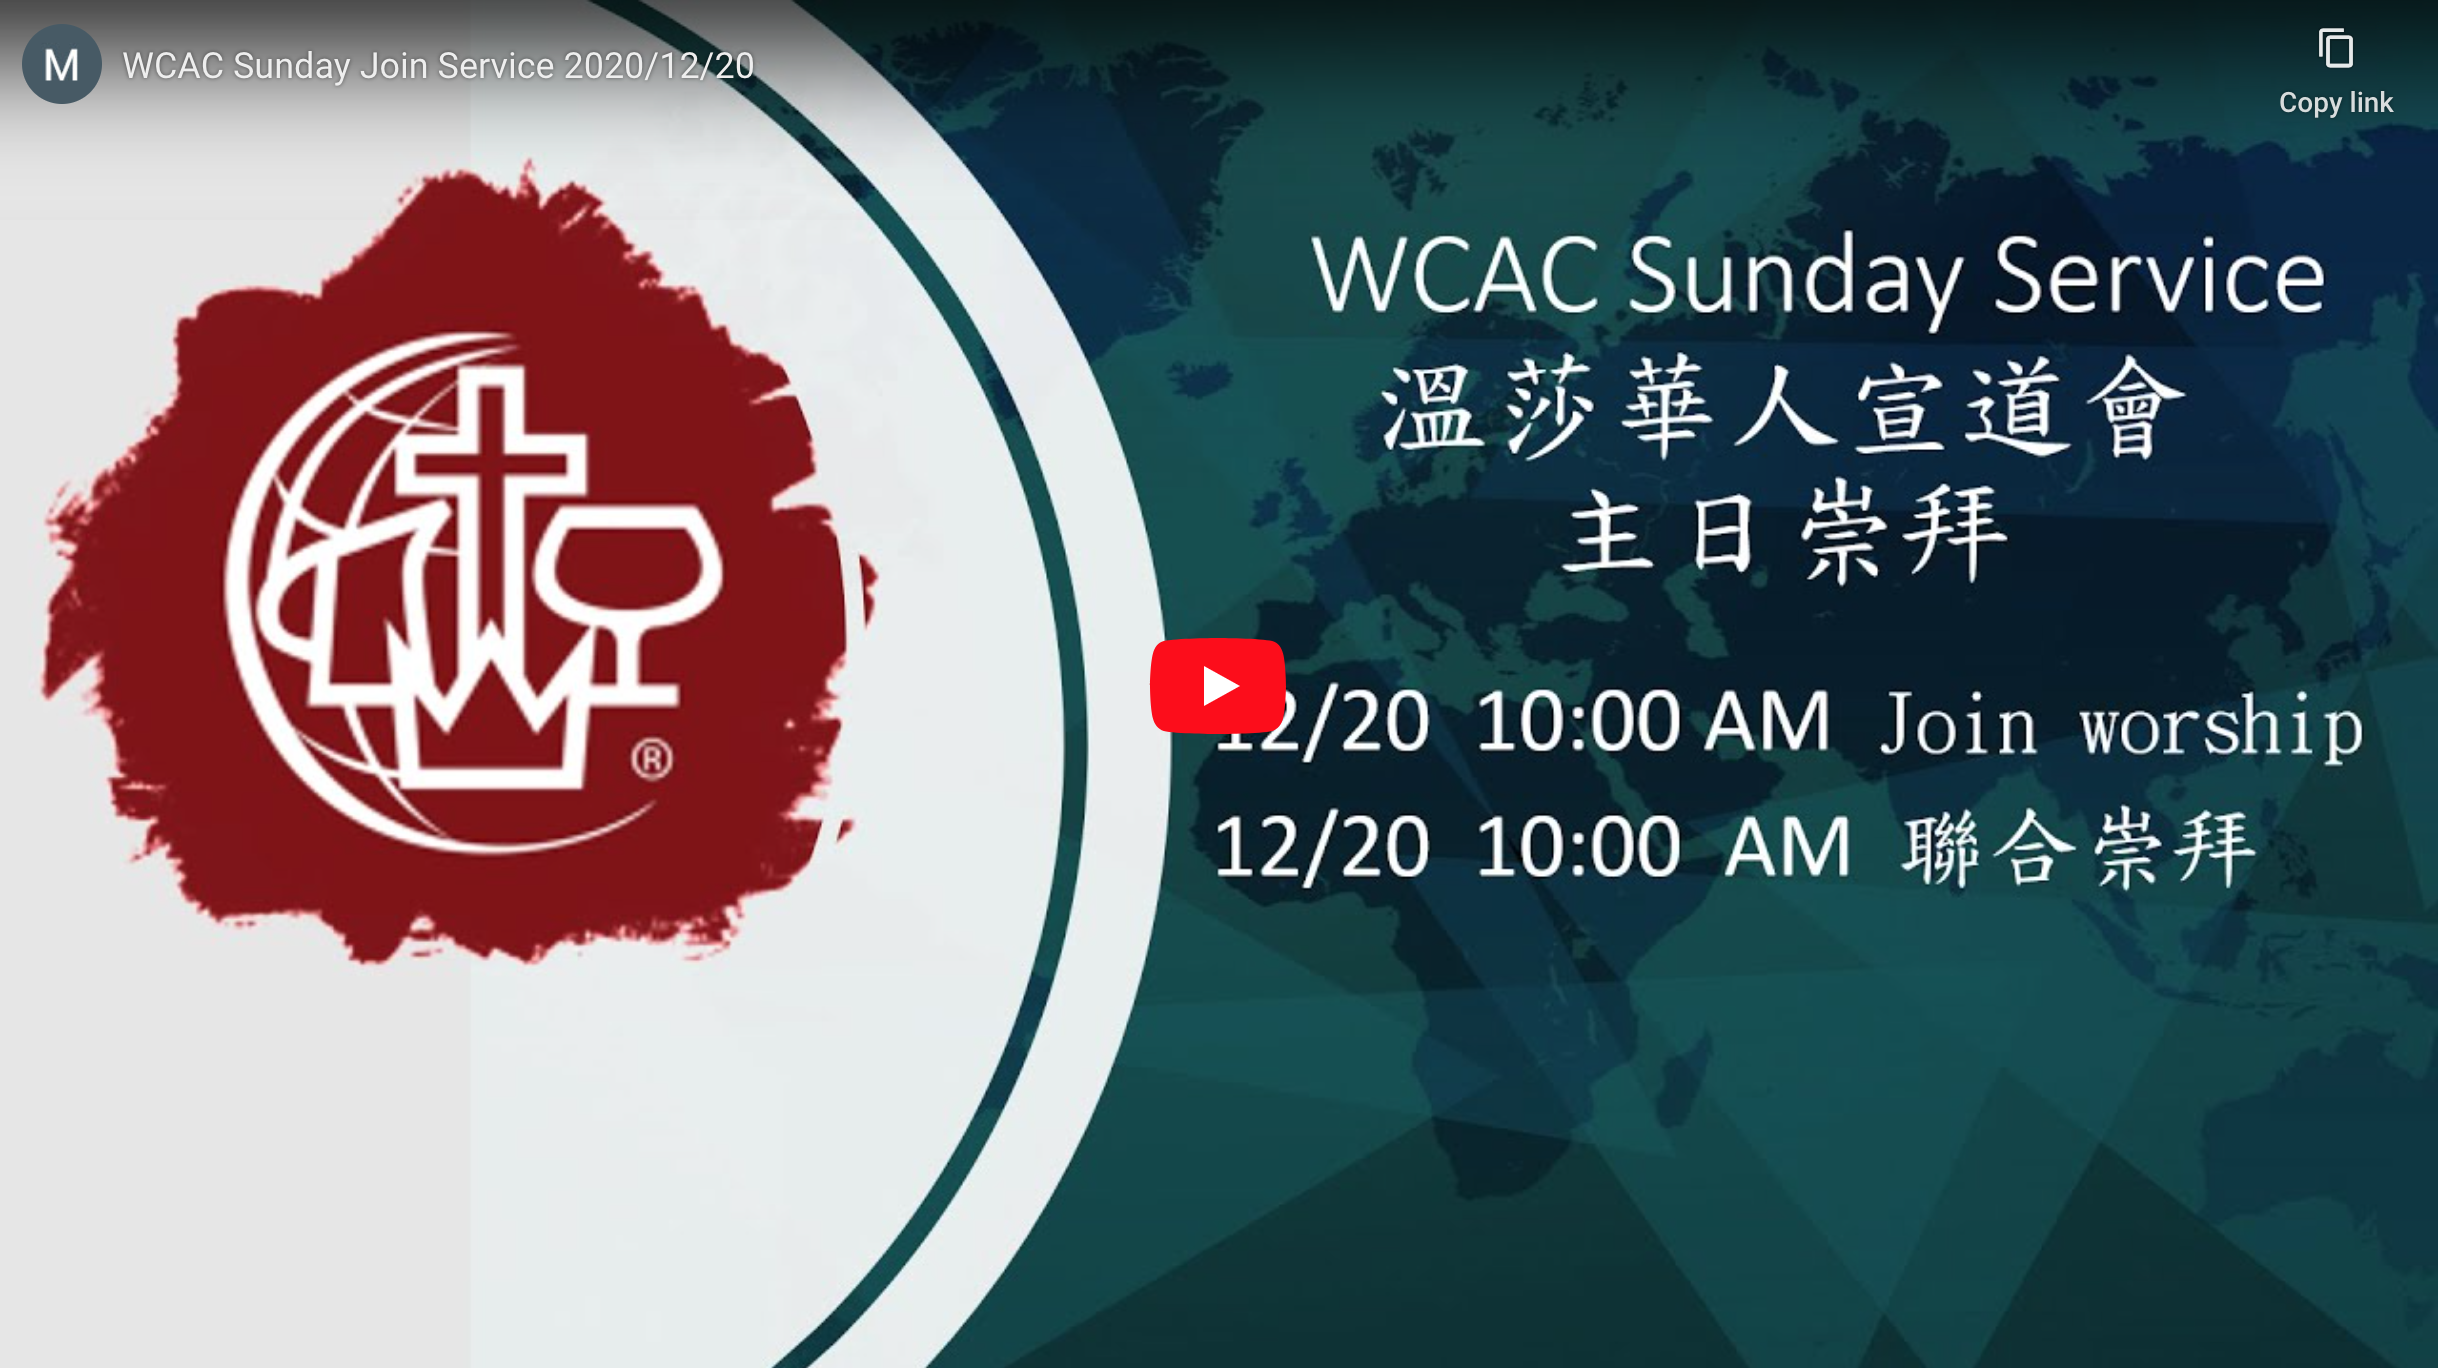 M WCAC Sunday Join Service 2020/12/20
Copy link
WCAC Sunday Service
溫莎華人宣道會
主日崇拜
12/20 10:00 AM Join worship
12/20 10:00 AM 聯合崇拜
®